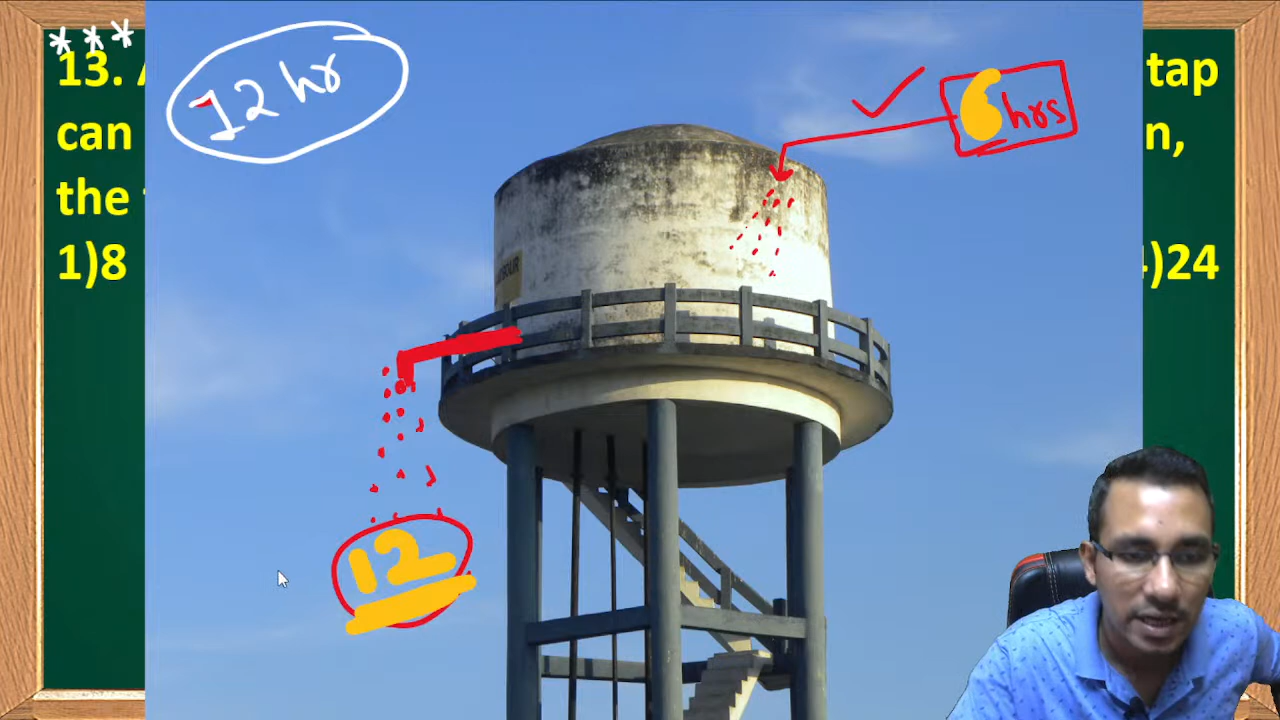 ***
13.
12 hr
6 hrs
tap
can
n,
the
1)8
4)24
12